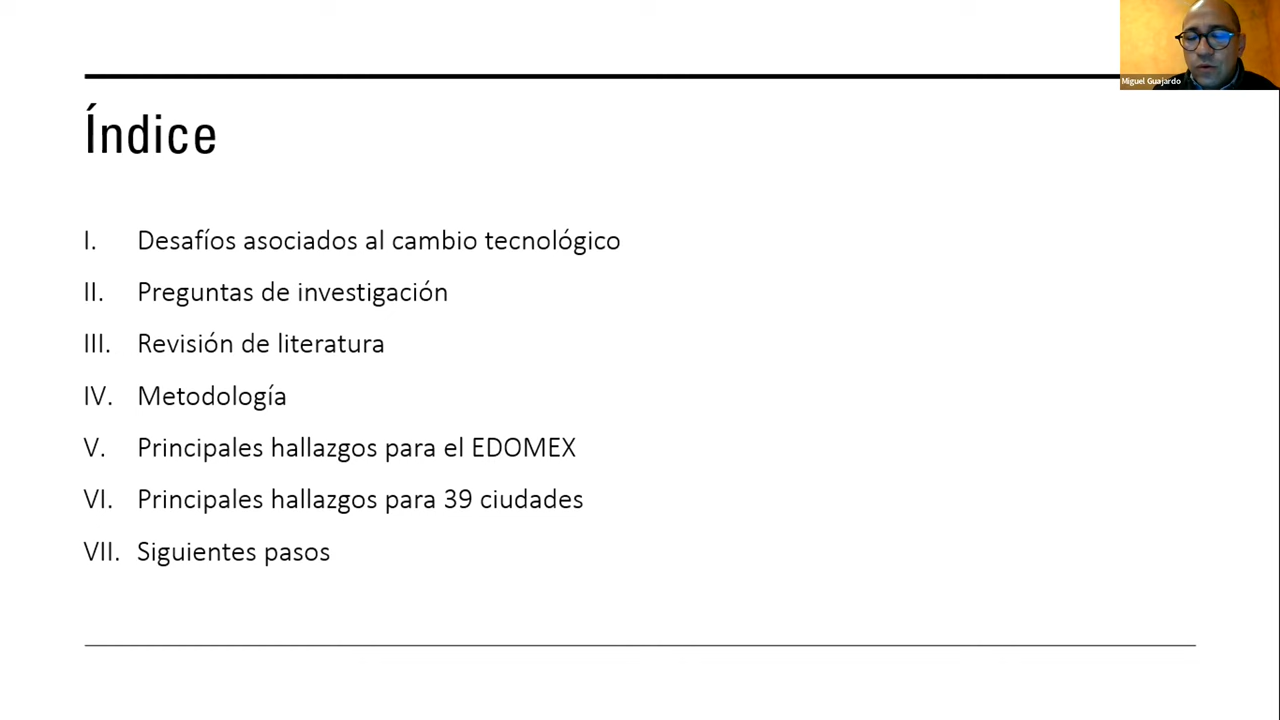 Miguel Guajardo
Índice
I. Desafíos asociados al cambio tecnológico
II. Preguntas de investigación
III. Revisión de literatura
IV. Metodología
V. Principales hallazgos para el EDOMEX
VI. Principales hallazgos para 39 ciudades
VII. Siguientes pasos